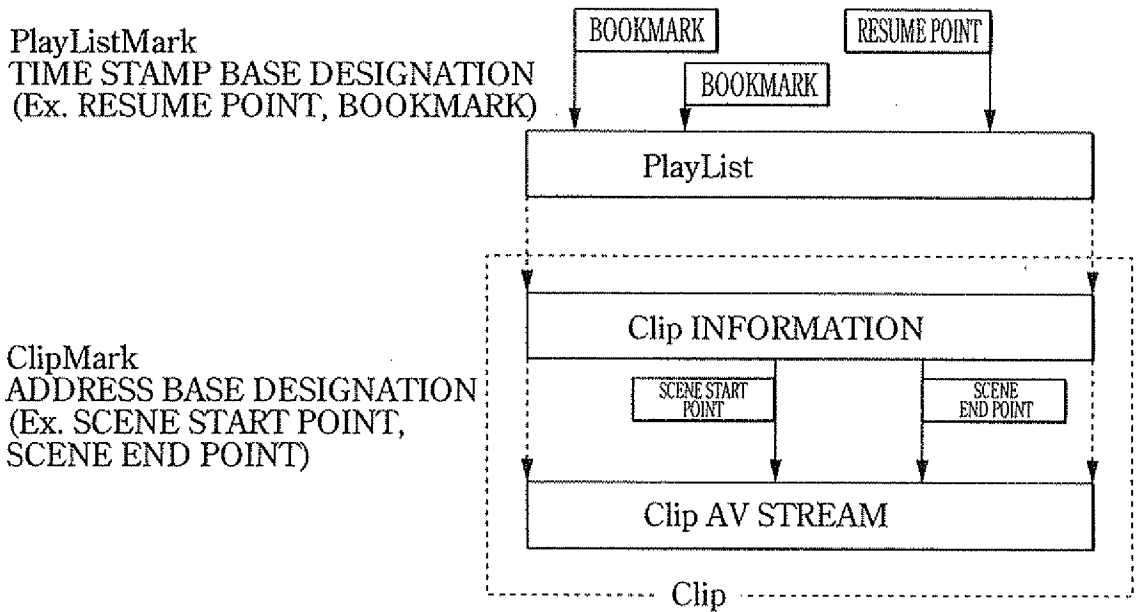 PlayListMark
TIME STAMP BASE DESIGNATION
(Ex. RESUME POINT, BOOKMARK)
BOOKMARK
RESUME POINT
BOOKMARK
PlayList
Clip INFORMATION
ClipMark
ADDRESS BASE DESIGNATION
(Ex. SCENE START POINT,
SCENE END POINT)
SCENE START
POINT
SCENE
END POINT
Clip AV STREAM
Clip